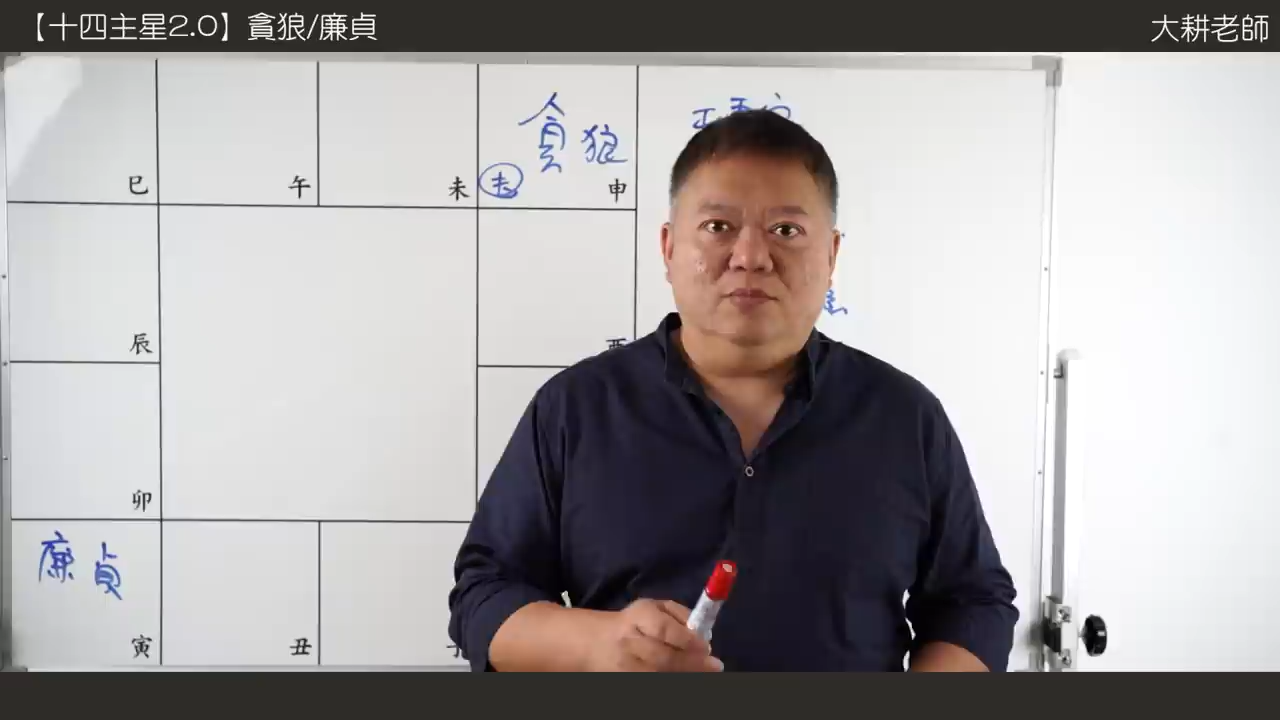 【十四主星2.0】貪狼/廉貞
大耕老師
貪狼
巳
午
未
申
辰
卯
廉貞
寅
丑